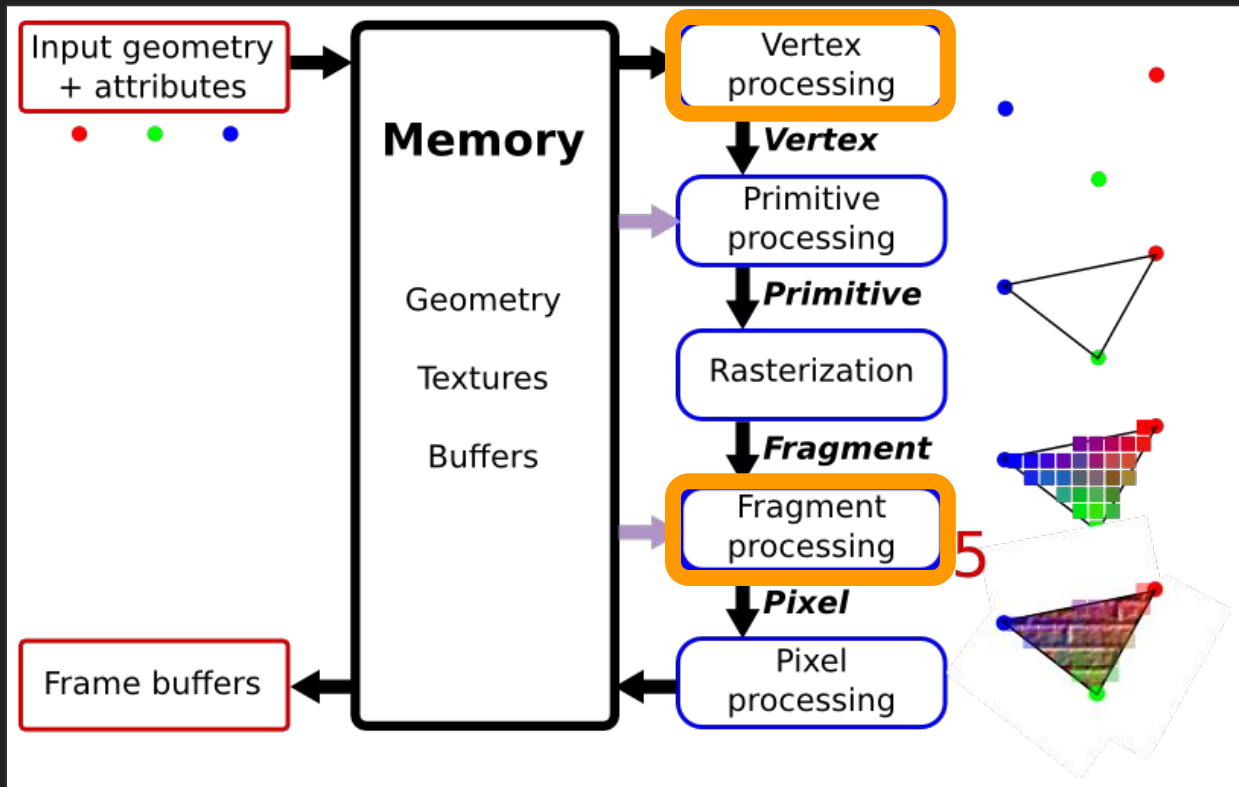 Input geometry
+ attributes
Memory
Geometry
Textures
Buffers
Frame buffers
Vertex
processing
Vertex
Primitive
processing
Primitive
Rasterization
Fragment
Fragment
processing
5
Pixel
Pixel
processing